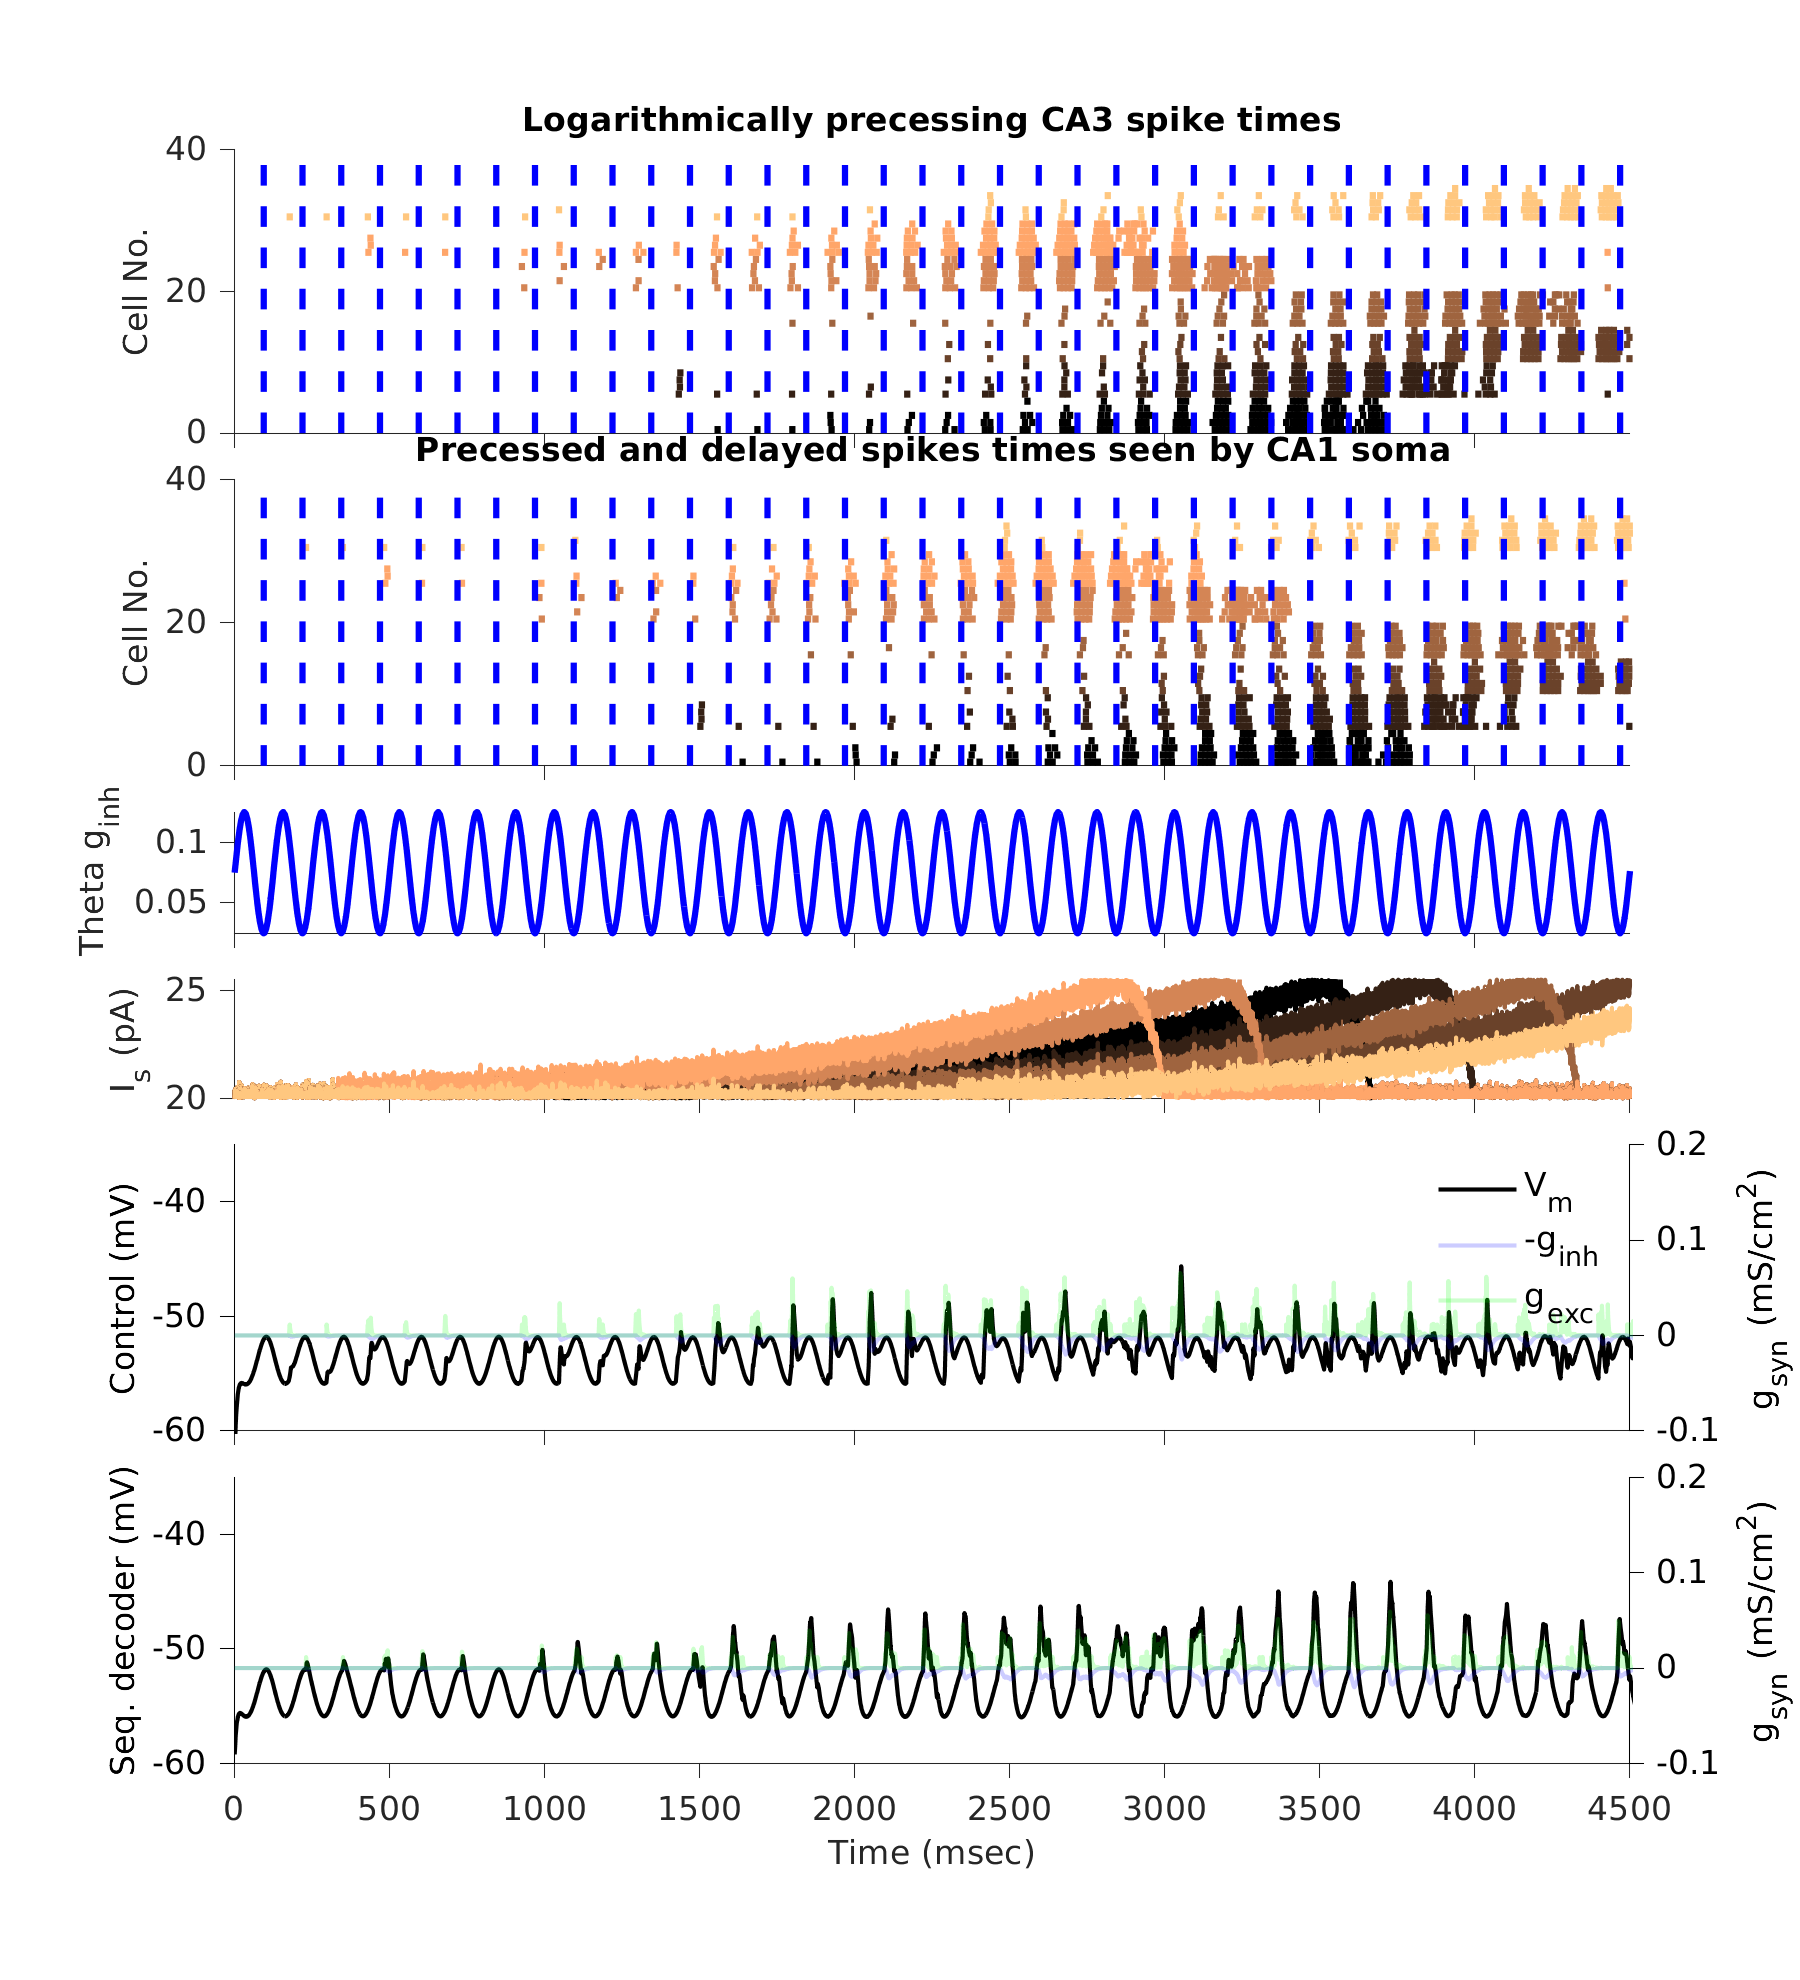 Logarithmically precessing CA3 spike times
40
20
0
Cell No.
Precessed and delayed spikes times seen by CA1 soma
40
20
0
Cell No.
0.1
0.05
Theta g_inh
25
20
I_s (pA)
-40
-50
-60
Control (mV)
V_m
-g_inh
g_exc
0.2
0.1
0
-0.1
g_syn (mS/cm^2)
-40
-50
-60
Seq. decoder (mV)
0.2
0.1
0
-0.1
g_syn (mS/cm^2)
0 500 1000 1500 2000 2500 3000 3500 4000 4500
Time (msec)